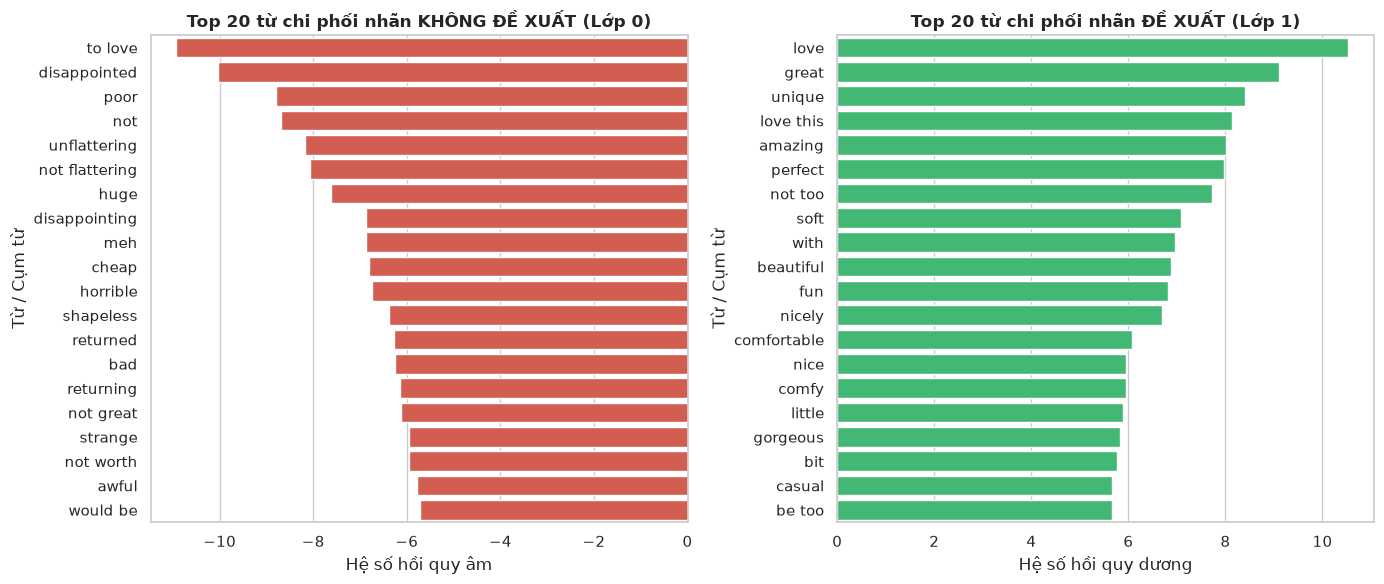 Top 20 từ chi phối nhãn KHÔNG ĐỀ XUẤT (Lớp 0)
Từ / Cụm từ
to love
disappointed
poor
not
unflattering
not flattering
huge
disappointing
meh
cheap
horrible
shapeless
returned
bad
returning
not great
strange
not worth
awful
would be
−10 −8 −6 −4 −2 0
Hệ số hồi quy âm
Top 20 từ chi phối nhãn ĐỀ XUẤT (Lớp 1)
Từ / Cụm từ
love
great
unique
love this
amazing
perfect
not too
soft
with
beautiful
fun
nicely
comfortable
nice
comfy
little
gorgeous
bit
casual
be too
0 2 4 6 8 10
Hệ số hồi quy dương